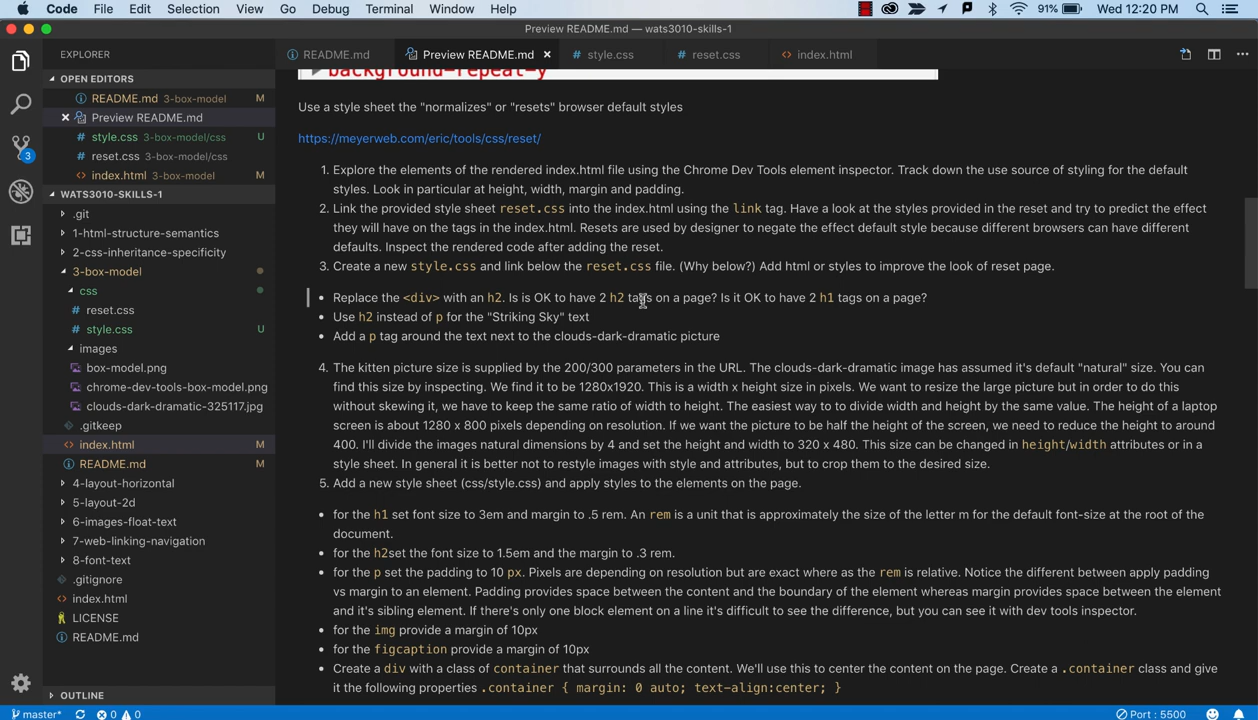 Code File Edit Selection View Go Debug Terminal Window Help 91% Wed 12:20 PM
Preview README.md — wats3010-skills-1
EXPLORER
README.md Preview README.md style.css reset.css index.html
OPEN EDITORS
README.md 3-box-model M
Preview README.md
style.css 3-box-model/css U
reset.css 3-box-model/css
index.html 3-box-model M
WATS3010-SKILLS-1
.git
1-html-structure-semantics
2-css-inheritance-specificity
3-box-model
css
reset.css
style.css U
images
box-model.png
chrome-dev-tools-box-model.png
clouds-dark-dramatic-325117.jpg
.gitkeep
index.html M
README.md M
4-layout-horizontal
5-layout-2d
6-images-float-text
7-web-linking-navigation
8-font-text
.gitignore
index.html
LICENSE
README.md
OUTLINE
background-repeat-y
Use a style sheet the "normalizes" or "resets" browser default styles
https://meyerweb.com/eric/tools/css/reset/
1. Explore the elements of the rendered index.html file using the Chrome Dev Tools element inspector. Track down the use source of styling for the default
styles. Look in particular at height, width, margin and padding.
2. Link the provided style sheet reset.css into the index.html using the link tag. Have a look at the styles provided in the reset and try to predict the effect
they will have on the tags in the index.html. Resets are used by designer to negate the effect default style because different browsers can have different
defaults. Inspect the rendered code after adding the reset.
3. Create a new style.css and link below the reset.css file. (Why below?) Add html or styles to improve the look of reset page.
• Replace the <div> with an h2. Is is OK to have 2 h2 tags on a page? Is it OK to have 2 h1 tags on a page?
• Use h2 instead of p for the "Striking Sky" text
• Add a p tag around the text next to the clouds-dark-dramatic picture
4. The kitten picture size is supplied by the 200/300 parameters in the URL. The clouds-dark-dramatic image has assumed it's default "natural" size. You can
find this size by inspecting. We find it to be 1280x1920. This is a width x height size in pixels. We want to resize the large picture but in order to do this
without skewing it, we have to keep the same ratio of width to height. The easiest way to to divide width and height by the same value. The height of a laptop
screen is about 1280 x 800 pixels depending on resolution. If we want the picture to be half the height of the screen, we need to reduce the height to around
400. I'll divide the images natural dimensions by 4 and set the height and width to 320 x 480. This size can be changed in height/width attributes or in a
style sheet. In general it is better not to restyle images with style and attributes, but to crop them to the desired size.
5. Add a new style sheet (css/style.css) and apply styles to the elements on the page.
• for the h1 set font size to 3em and margin to .5 rem. An rem is a unit that is approximately the size of the letter m for the default font-size at the root of the
document.
• for the h2set the font size to 1.5em and the margin to .3 rem.
• for the p set the padding to 10 px. Pixels are depending on resolution but are exact where as the rem is relative. Notice the different between apply padding
vs margin to an element. Padding provides space between the content and the boundary of the element whereas margin provides space between the element
and it's sibling element. If there's only one block element on a line it's difficult to see the difference, but you can see it with dev tools inspector.
• for the img provide a margin of 10px
• for the figcaption provide a margin of 10px
• Create a div with a class of container that surrounds all the content. We'll use this to center the content on the page. Create a .container class and give
it the following properties .container { margin: 0 auto; text-align:center; }
3
master* 0 0 Port : 5500